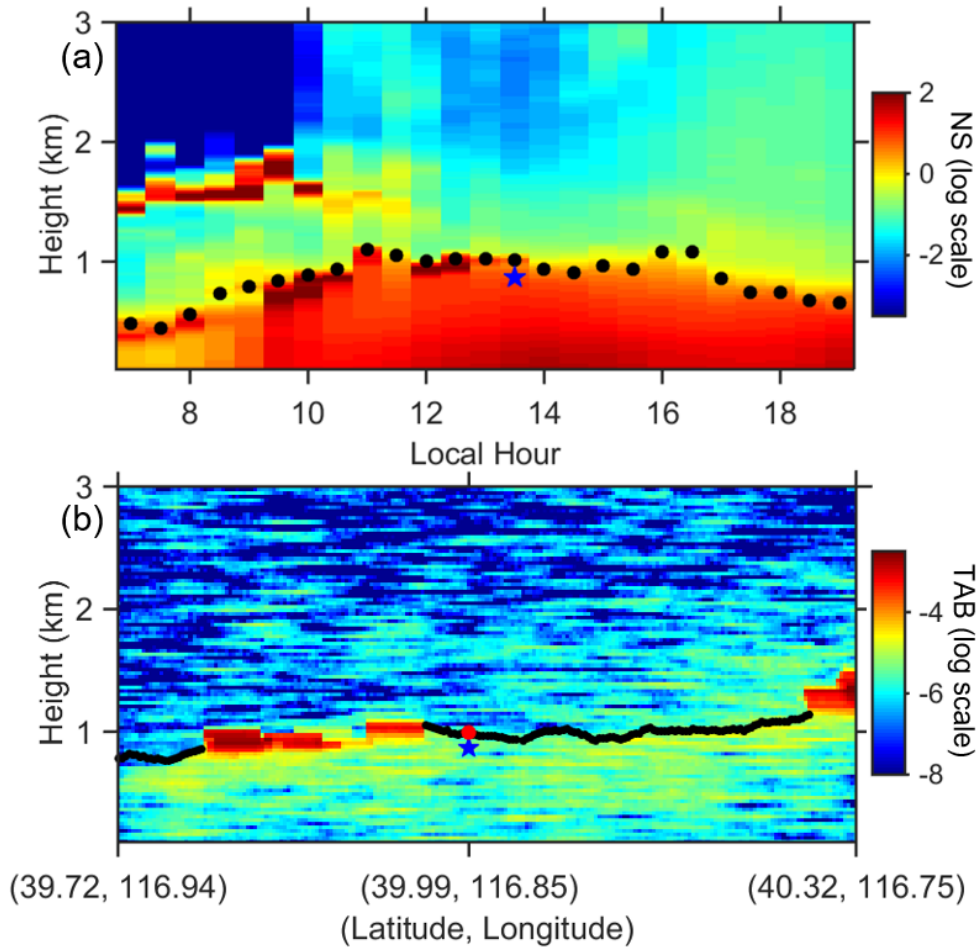 (a)
3
2
1
Height (km)
8 10 12 14 16 18
Local Hour
2
0
-2
NS (log scale)
(b)
3
2
1
0
Height (km)
(39.72, 116.94) (39.99, 116.85) (40.32, 116.75)
(Latitude, Longitude)
-4
-6
-8
TAB (log scale)